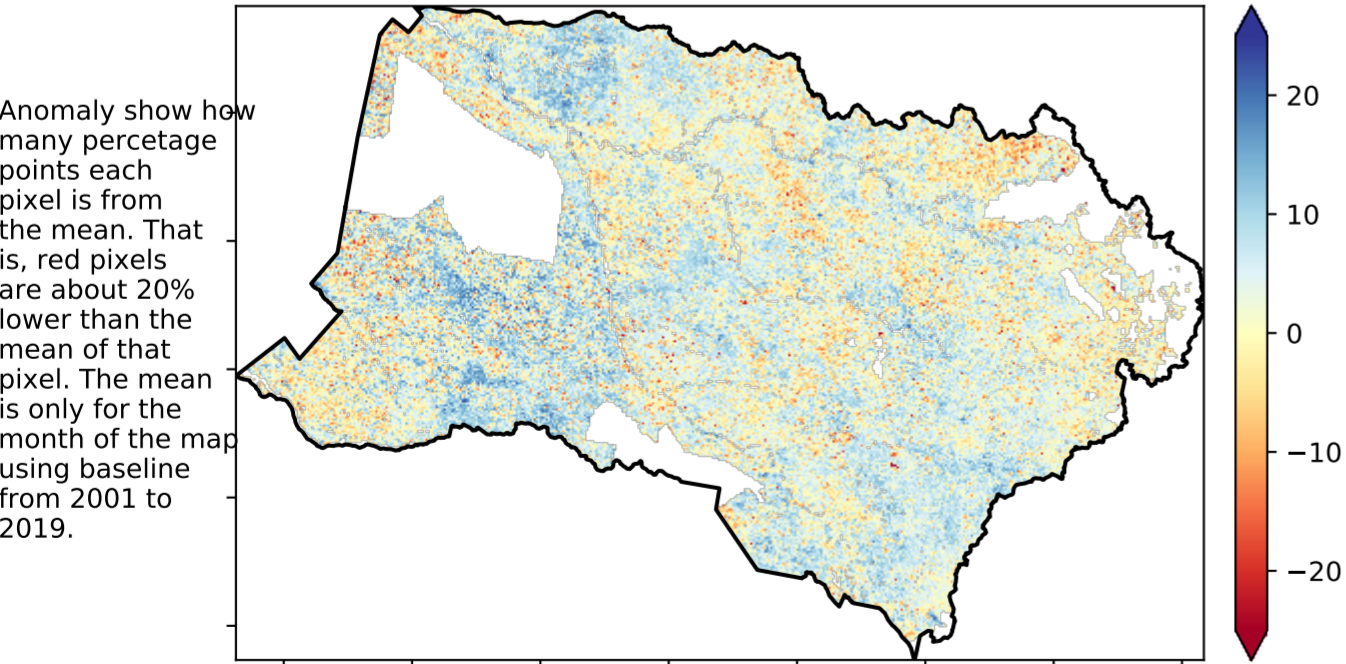 Anomaly show how
many percetage
points each
pixel is from
the mean. That
is, red pixels
are about 20%
lower than the
mean of that
pixel. The mean
is only for the
month of the map
using baseline
from 2001 to
2019.
20
10
0
−10
−20